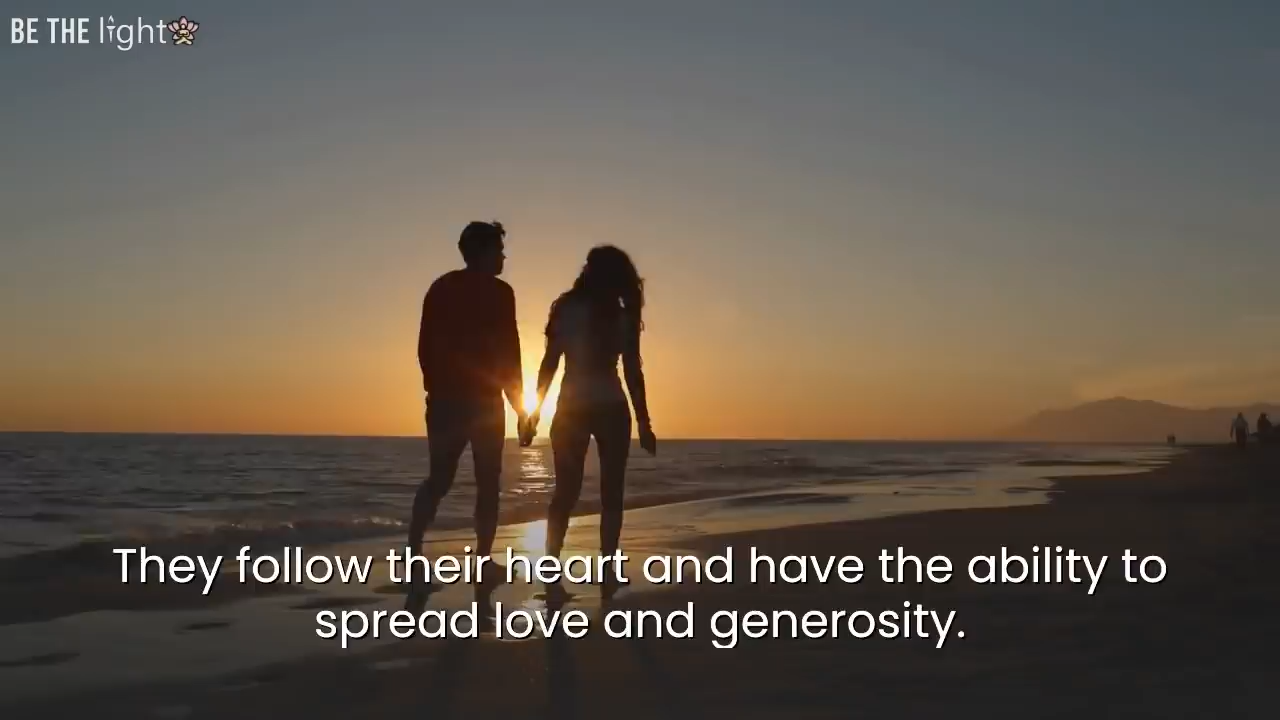 BE THE light
They follow their heart and have the ability to
spread love and generosity.